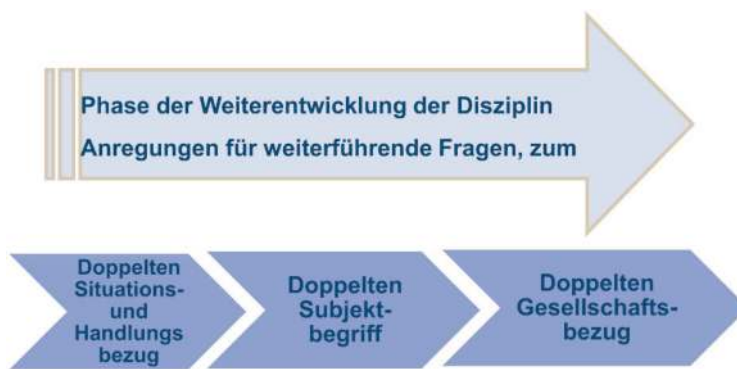 Phase der Weiterentwicklung der Disziplin
Anregungen für weiterführende Fragen, zum
Doppelten
Situations-
und
Handlungs
bezug
Doppelten
Subjekt-
begriff
Doppelten
Gesellschafts-
bezug